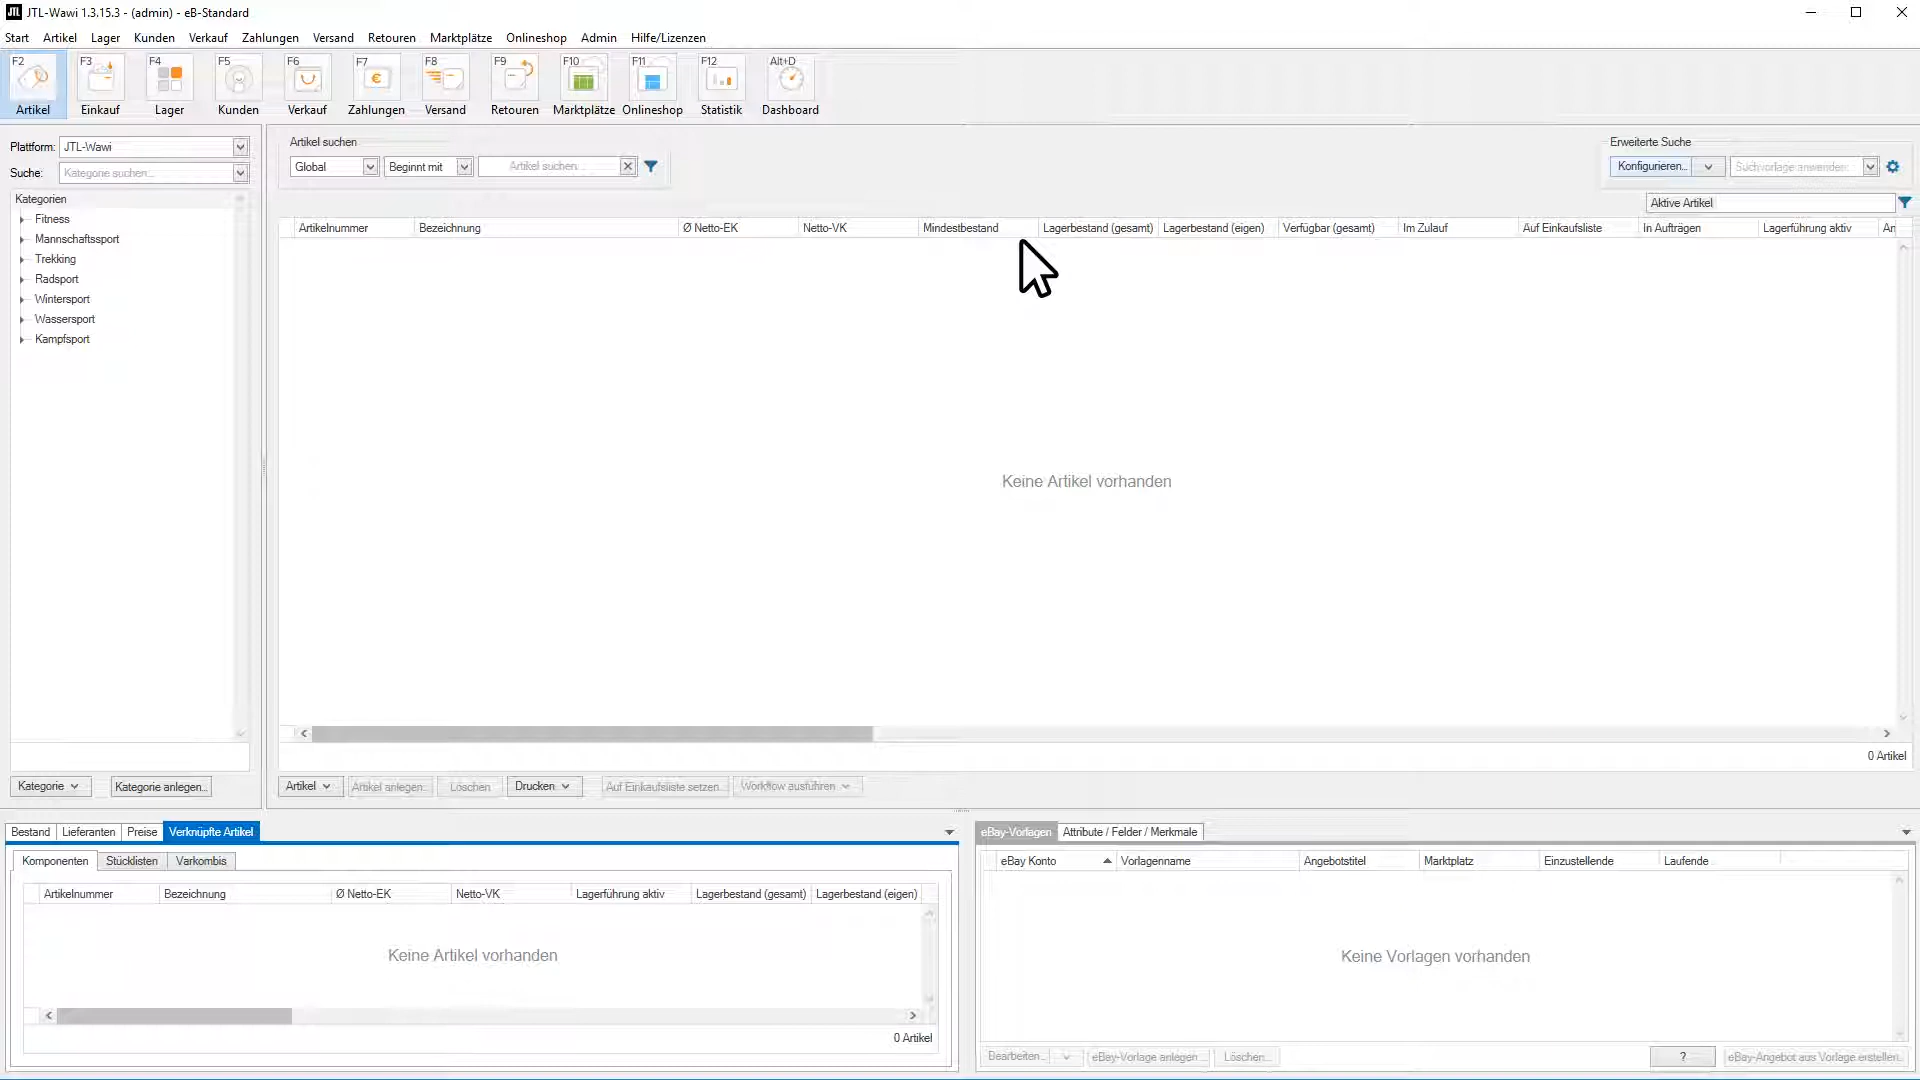 JTL JTL-Wawi 1.3.15.3 - (admin) - eB-Standard
Start Artikel Lager Kunden Verkauf Zahlungen Versand Retouren Marktplätze Onlineshop Admin Hilfe/Lizenzen
F2 F3 F4 F5 F6 F7 F8 F9 F10 F11 F12 Alt+D
Artikel Einkauf Lager Kunden Verkauf Zahlungen Versand Retouren Marktplätze Onlineshop Statistik Dashboard
Plattform: JTL-Wawi
Suche: Kategorie suchen...
Kategorien
Fitness
Mannschaftssport
Trekking
Radsport
Wintersport
Wassersport
Kampfsport
Kategorie Kategorie anlegen...
Artikel suchen
Global Beginnt mit Artikel suchen...
Erweiterte Suche
Konfigurieren... Suchvorlage anwenden...
Aktive Artikel
Artikelnummer Bezeichnung Ø Netto-EK Netto-VK Mindestbestand Lagerbestand (gesamt) Lagerbestand (eigen) Verfügbar (gesamt) Im Zulauf Auf Einkaufsliste In Aufträgen Lagerführung aktiv An
Keine Artikel vorhanden
0 Artikel
Artikel Artikel anlegen... Löschen Drucken Auf Einkaufsliste setzen... Workflow ausführen
Bestand Lieferanten Preise Verknüpfte Artikel
Komponenten Stücklisten Varkombis
Artikelnummer Bezeichnung Ø Netto-EK Netto-VK Lagerführung aktiv Lagerbestand (gesamt) Lagerbestand (eigen)
Keine Artikel vorhanden
0 Artikel
eBay-Vorlagen Attribute / Felder / Merkmale
eBay Konto Vorlagenname Angebotstitel Marktplatz Einzustellende Laufende
Keine Vorlagen vorhanden
Bearbeiten... eBay-Vorlage anlegen... Löschen... ? eBay-Angebot aus Vorlage erstellen...